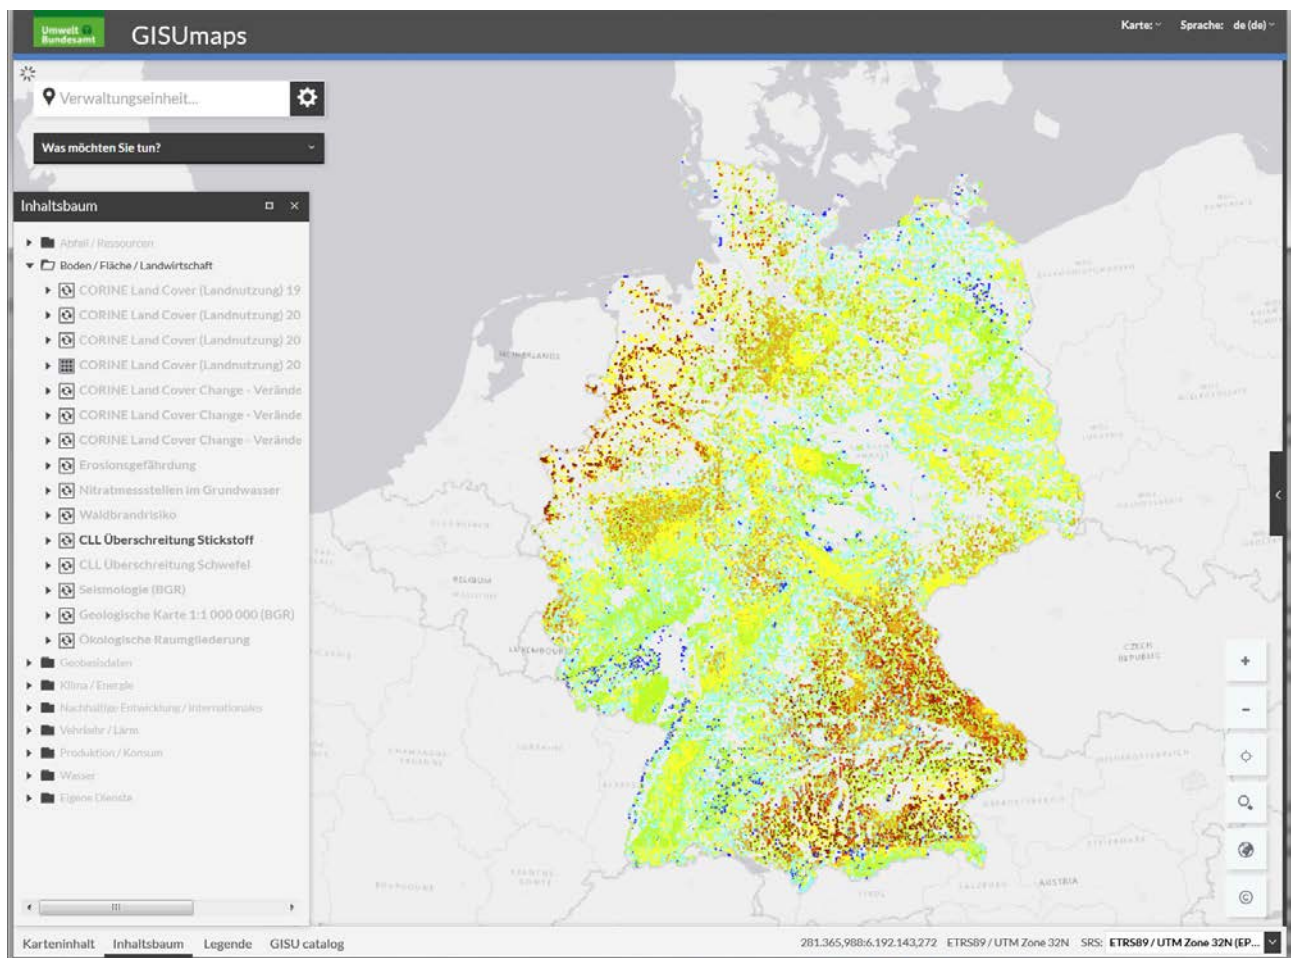 Umwelt
Bundesamt
GISUmaps
Karte:
Sprache: de (de)
Verwaltungseinheit...
Was möchten Sie tun?
Inhaltsbaum
Abfall / Ressourcen
Boden / Fläche / Landwirtschaft
CORINE Land Cover (Landnutzung) 19
CORINE Land Cover (Landnutzung) 20
CORINE Land Cover (Landnutzung) 20
CORINE Land Cover (Landnutzung) 20
CORINE Land Cover Change - Verände
CORINE Land Cover Change - Verände
CORINE Land Cover Change - Verände
Erosionsgefährdung
Nitratmessstellen im Grundwasser
Waldbrandrisiko
CLL Überschreitung Stickstoff
CLL Überschreitung Schwefel
Seismologie (BGR)
Geologische Karte 1:1 000 000 (BGR)
Ökologische Raumgliederung
Geobasisdaten
Klima / Energie
Nachhaltige Entwicklung / Internationales
Verkehr / Lärm
Produktion / Konsum
Wasser
Eigene Dienste
NETHERLANDS
BELGIUM
LUXEMBOURG
CZECH
REPUBLIC
AUSTRIA
TYROL
SALZBURG
Karteninhalt
Inhaltsbaum
Legende
GISU catalog
281.365,988:6.192.143,272
ETRS89 / UTM Zone 32N
SRS: ETRS89 / UTM Zone 32N (EP...